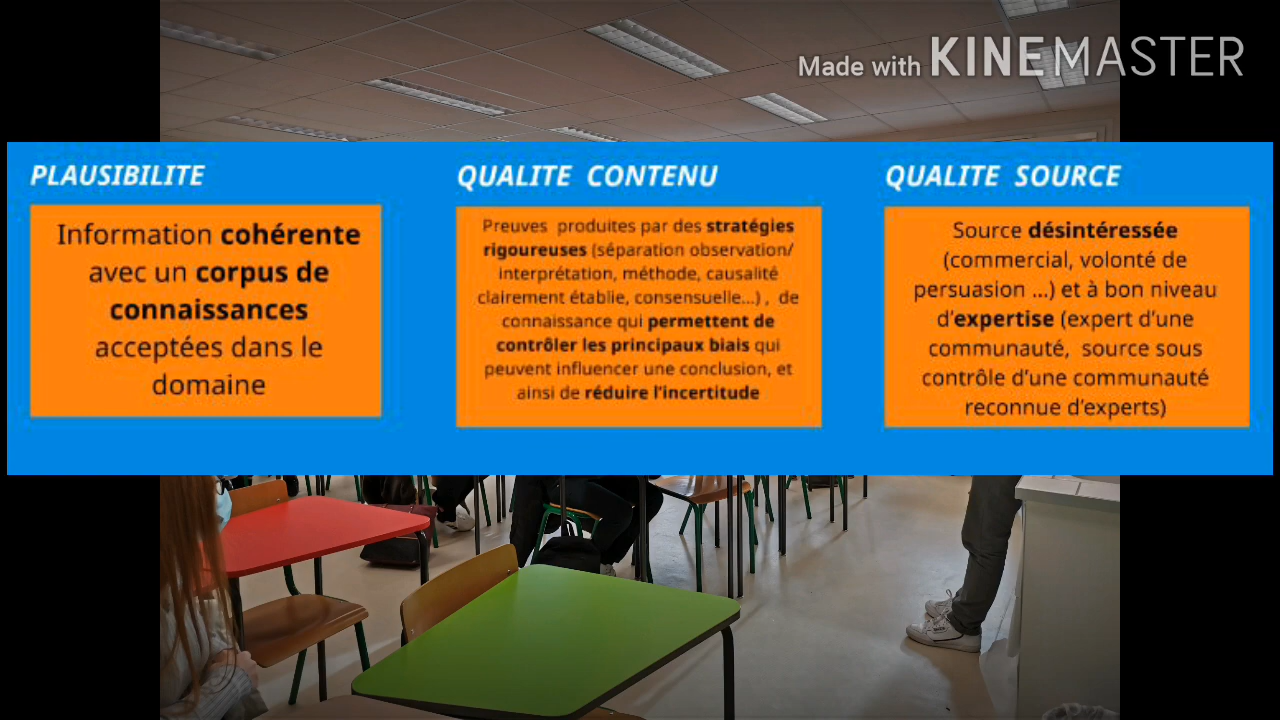 Made with KINEMASTER
PLAUSIBILITE
Information cohérente
avec un corpus de
connaissances
acceptées dans le
domaine
QUALITE CONTENU
Preuves produites par des stratégies
rigoureuses (séparation observation/
interprétation, méthode, causalité
clairement établie, consensuelle...) , de
connaissance qui permettent de
contrôler les principaux biais qui
peuvent influencer une conclusion, et
ainsi de réduire l'incertitude
QUALITE SOURCE
Source désintéressée
(commercial, volonté de
persuasion ...) et à bon niveau
d'expertise (expert d'une
communauté, source sous
contrôle d'une communauté
reconnue d'experts)